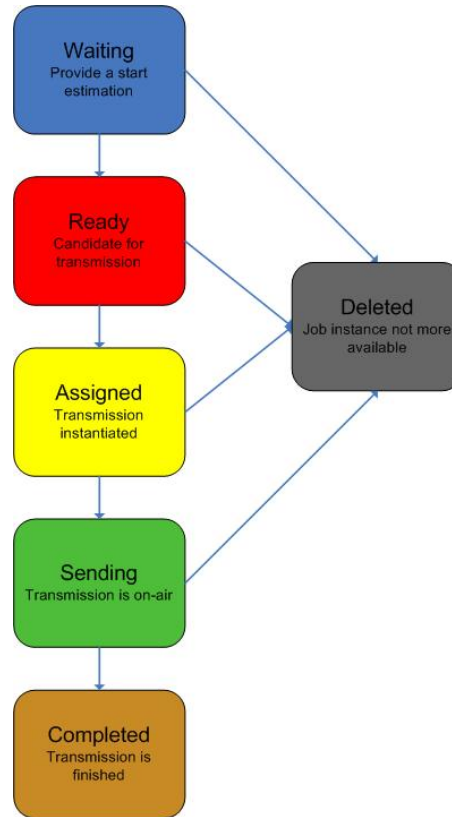 Waiting
Provide a start
estimation
Ready
Candidate for
transmission
Deleted
Job instance not more
available
Assigned
Transmission
instantiated
Sending
Transmission is on-air
Completed
Transmission is
finished